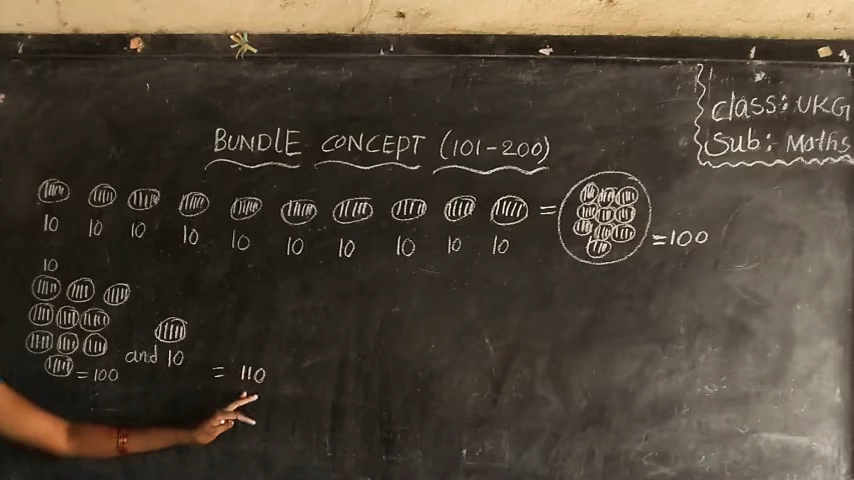 class: UKG
Sub: Maths
BUNDLE CONCEPT (101-200)
=
10 10 10 10 10 10 10 10 10 10
=100
10
and 10
=100
= 110